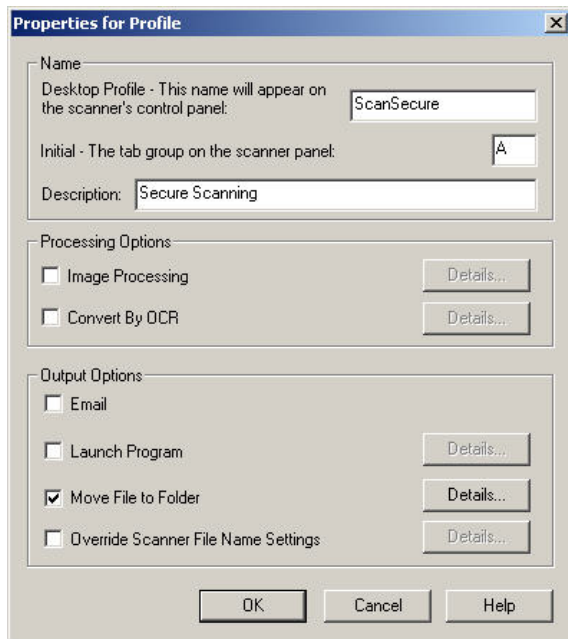 Properties for Profile
Name
Desktop Profile - This name will appear on
the scanner's control panel:
ScanSecure
Initial - The tab group on the scanner panel:
A
Description: Secure Scanning
Processing Options
Image Processing
Details...
Convert By OCR
Details...
Output Options
Email
Launch Program
Details...
Move File to Folder
Details...
Override Scanner File Name Settings
Details...
OK
Cancel
Help